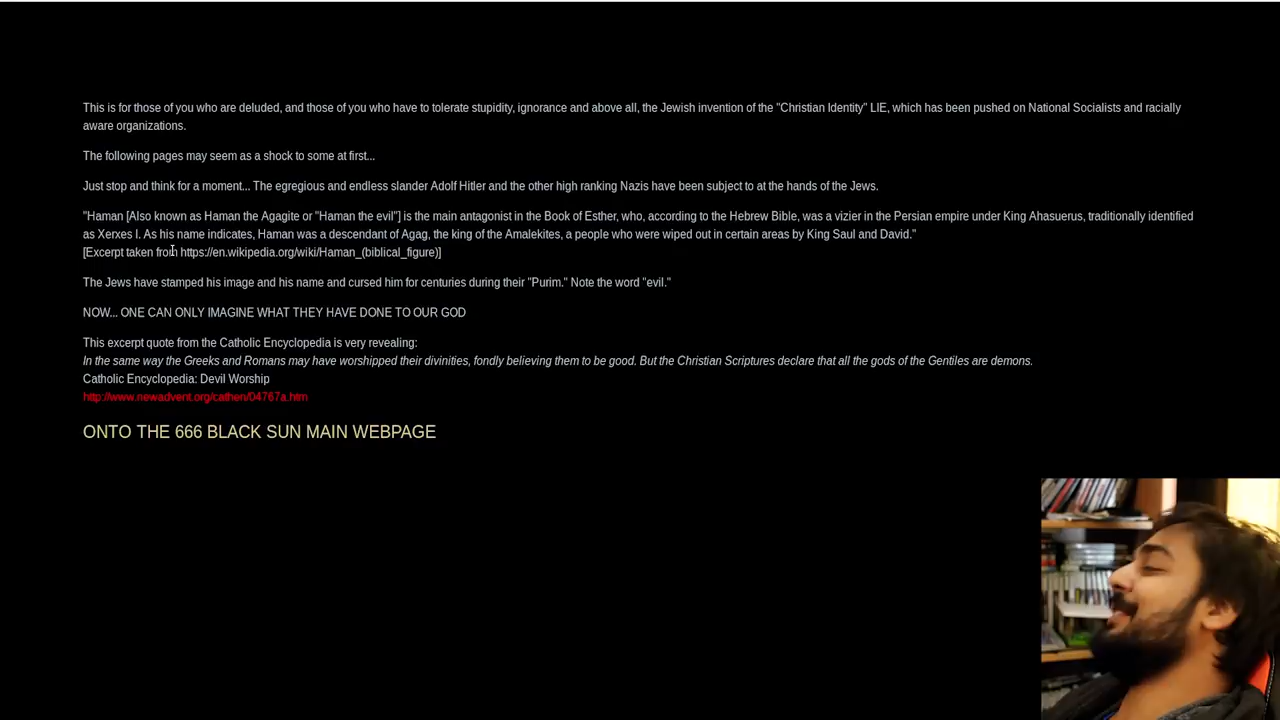 This is for those of you who are deluded, and those of you who have to tolerate stupidity, ignorance and above all, the Jewish invention of the "Christian Identity" LIE, which has been pushed on National Socialists and racially
aware organizations.
The following pages may seem as a shock to some at first...
Just stop and think for a moment... The egregious and endless slander Adolf Hitler and the other high ranking Nazis have been subject to at the hands of the Jews.
"Haman [Also known as Haman the Agagite or "Haman the evil"] is the main antagonist in the Book of Esther, who, according to the Hebrew Bible, was a vizier in the Persian empire under King Ahasuerus, traditionally identified
as Xerxes I. As his name indicates, Haman was a descendant of Agag, the king of the Amalekites, a people who were wiped out in certain areas by King Saul and David."
[Excerpt taken from https://en.wikipedia.org/wiki/Haman_(biblical_figure)]
The Jews have stamped his image and his name and cursed him for centuries during their "Purim." Note the word "evil."
NOW... ONE CAN ONLY IMAGINE WHAT THEY HAVE DONE TO OUR GOD
This excerpt quote from the Catholic Encyclopedia is very revealing:
In the same way the Greeks and Romans may have worshipped their divinities, fondly believing them to be good. But the Christian Scriptures declare that all the gods of the Gentiles are demons.
Catholic Encyclopedia: Devil Worship
http://www.newadvent.org/cathen/04767a.htm
ONTO THE 666 BLACK SUN MAIN WEBPAGE